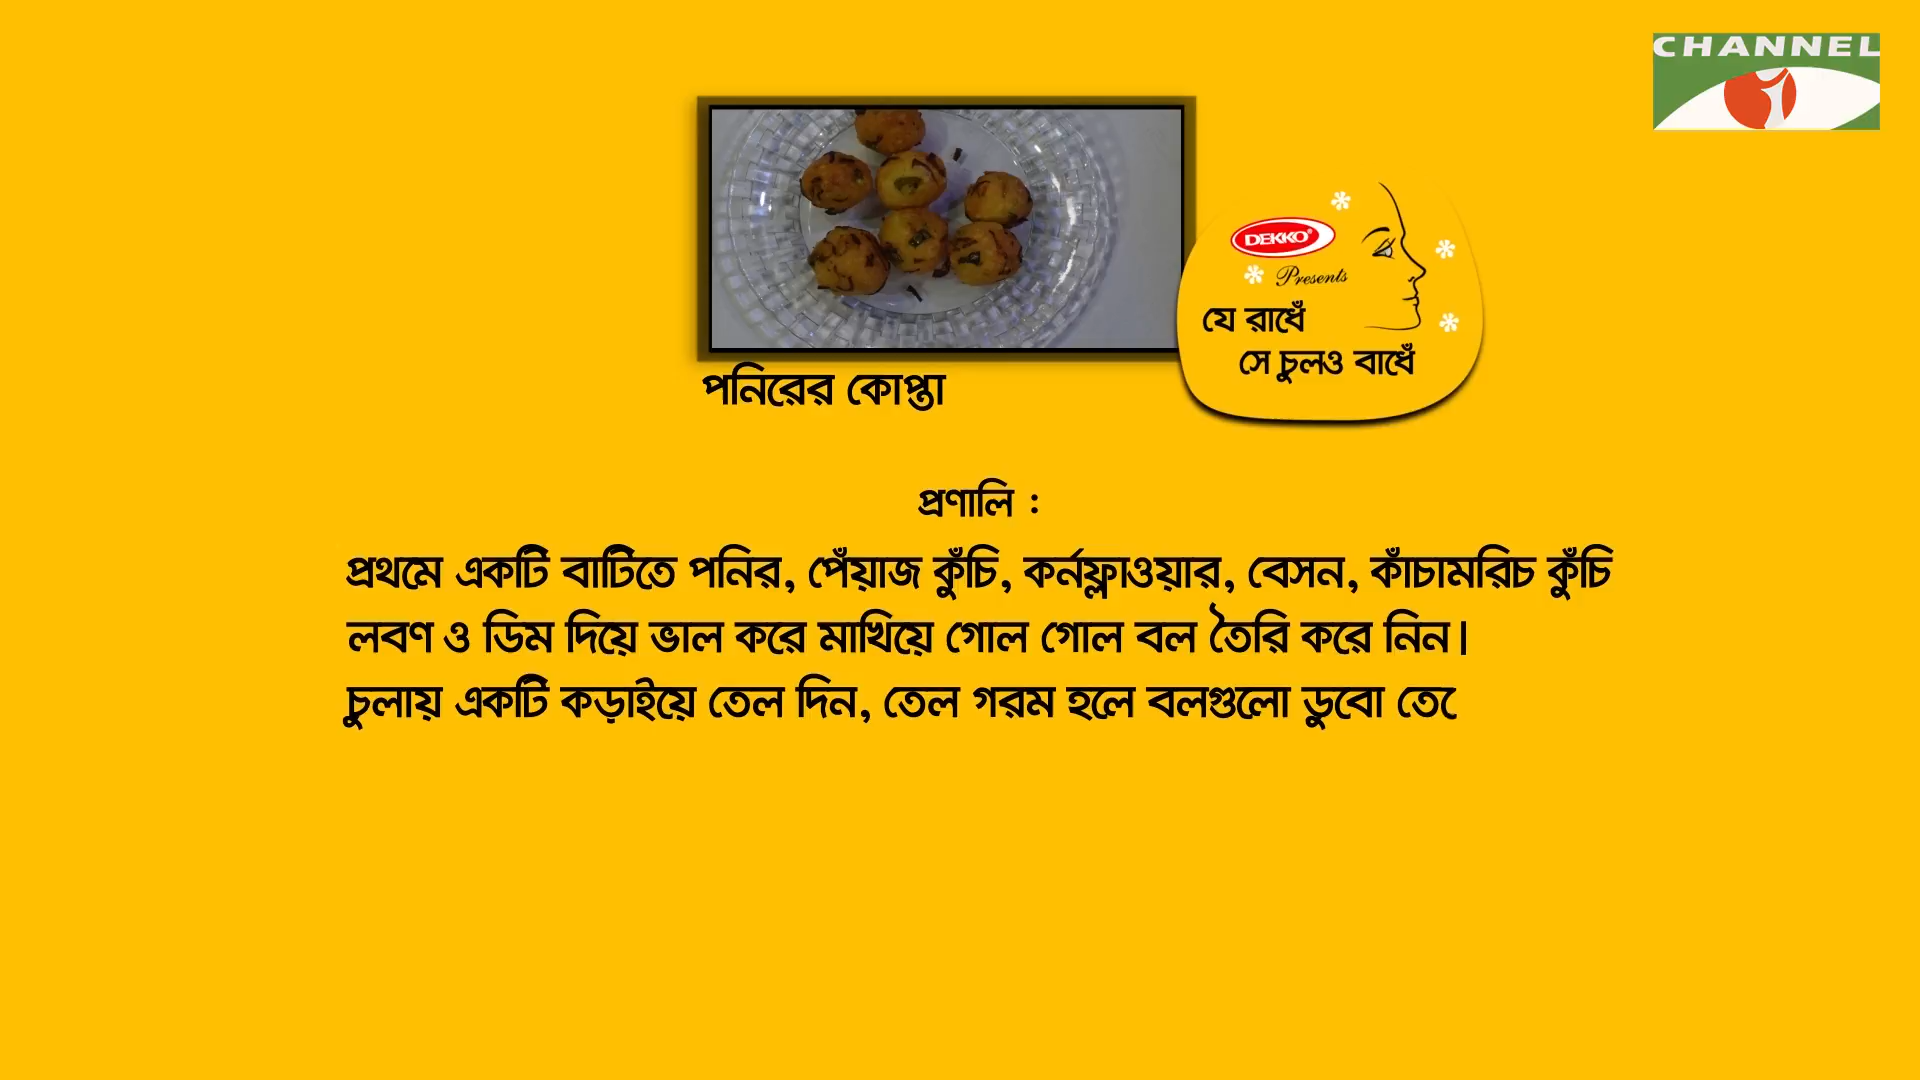 CHANNEL
i
DEKKO®
Presents
যে রাধেঁ
সে চুলও বাধেঁ
পনিরের কোপ্তা
প্রণালি :
প্রথমে একটি বাটিতে পনির, পেঁয়াজ কুঁচি, কর্নফ্লাওয়ার, বেসন, কাঁচামরিচ কুঁচি
লবণ ও ডিম দিয়ে ভাল করে মাখিয়ে গোল গোল বল তৈরি করে নিন।
চুলায় একটি কড়াইয়ে তেল দিন, তেল গরম হলে বলগুলো ডুবো